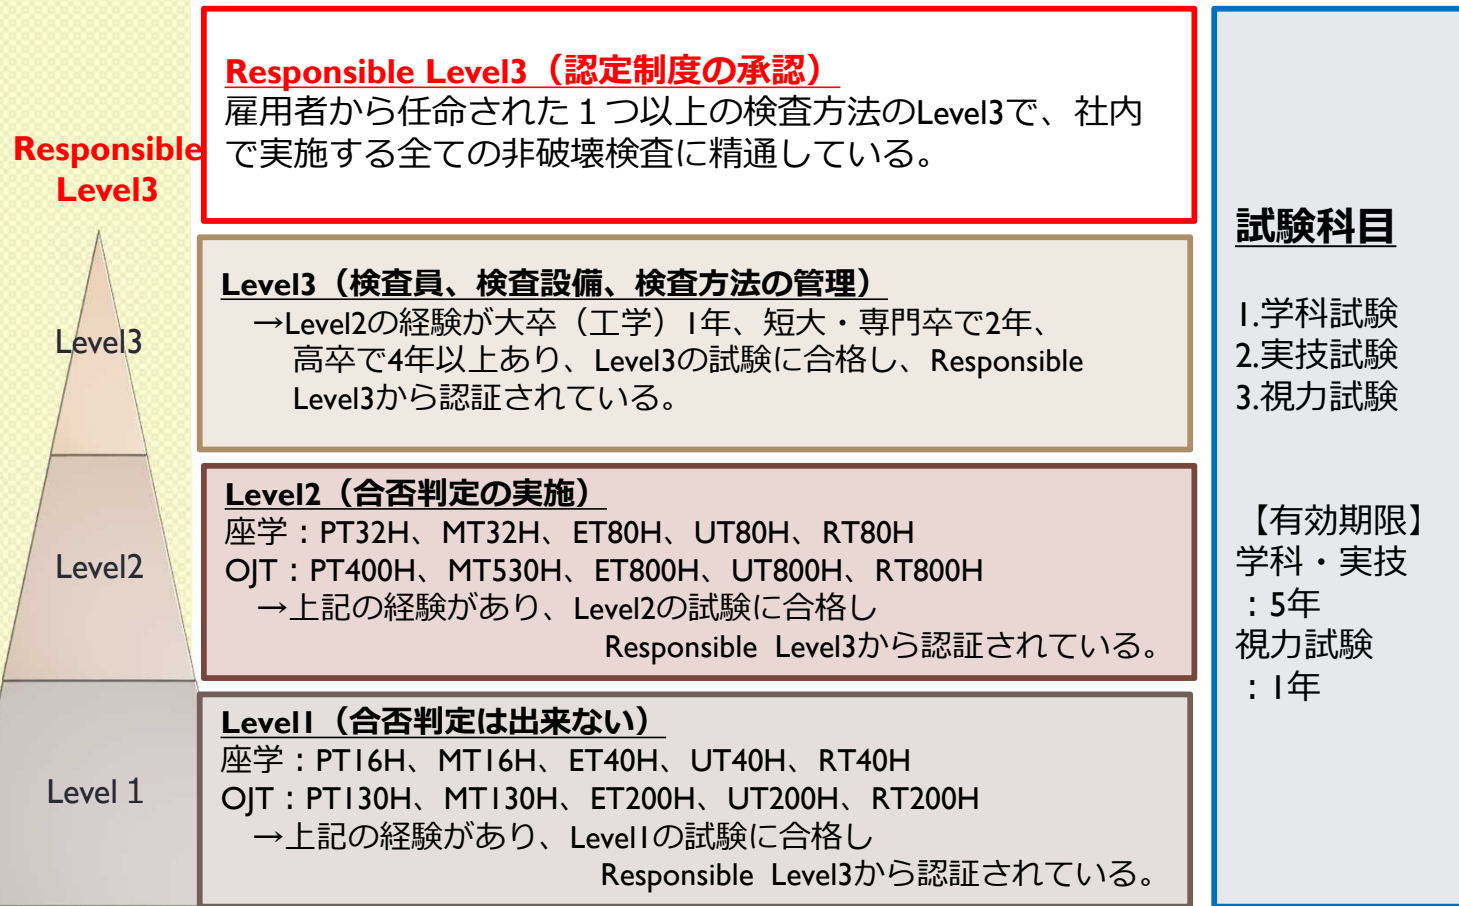 Responsible
Level3
Level3
Level2
Level 1
Responsible Level3（認定制度の承認）
雇用者から任命された１つ以上の検査方法のLevel3で、社内
で実施する全ての非破壊検査に精通している。
Level3（検査員、検査設備、検査方法の管理）
→Level2の経験が大卒（工学）1年、短大・専門卒で2年、
高卒で4年以上あり、Level3の試験に合格し、Responsible
Level3から認証されている。
Level2（合否判定の実施）
座学：PT32H、MT32H、ET80H、UT80H、RT80H
OJT：PT400H、MT530H、ET800H、UT800H、RT800H
→上記の経験があり、Level2の試験に合格し
Responsible Level3から認証されている。
Level1（合否判定は出来ない）
座学：PT16H、MT16H、ET40H、UT40H、RT40H
OJT：PT130H、MT130H、ET200H、UT200H、RT200H
→上記の経験があり、Level1の試験に合格し
Responsible Level3から認証されている。
試験科目
1.学科試験
2.実技試験
3.視力試験
【有効期限】
学科・実技
：5年
視力試験
：1年